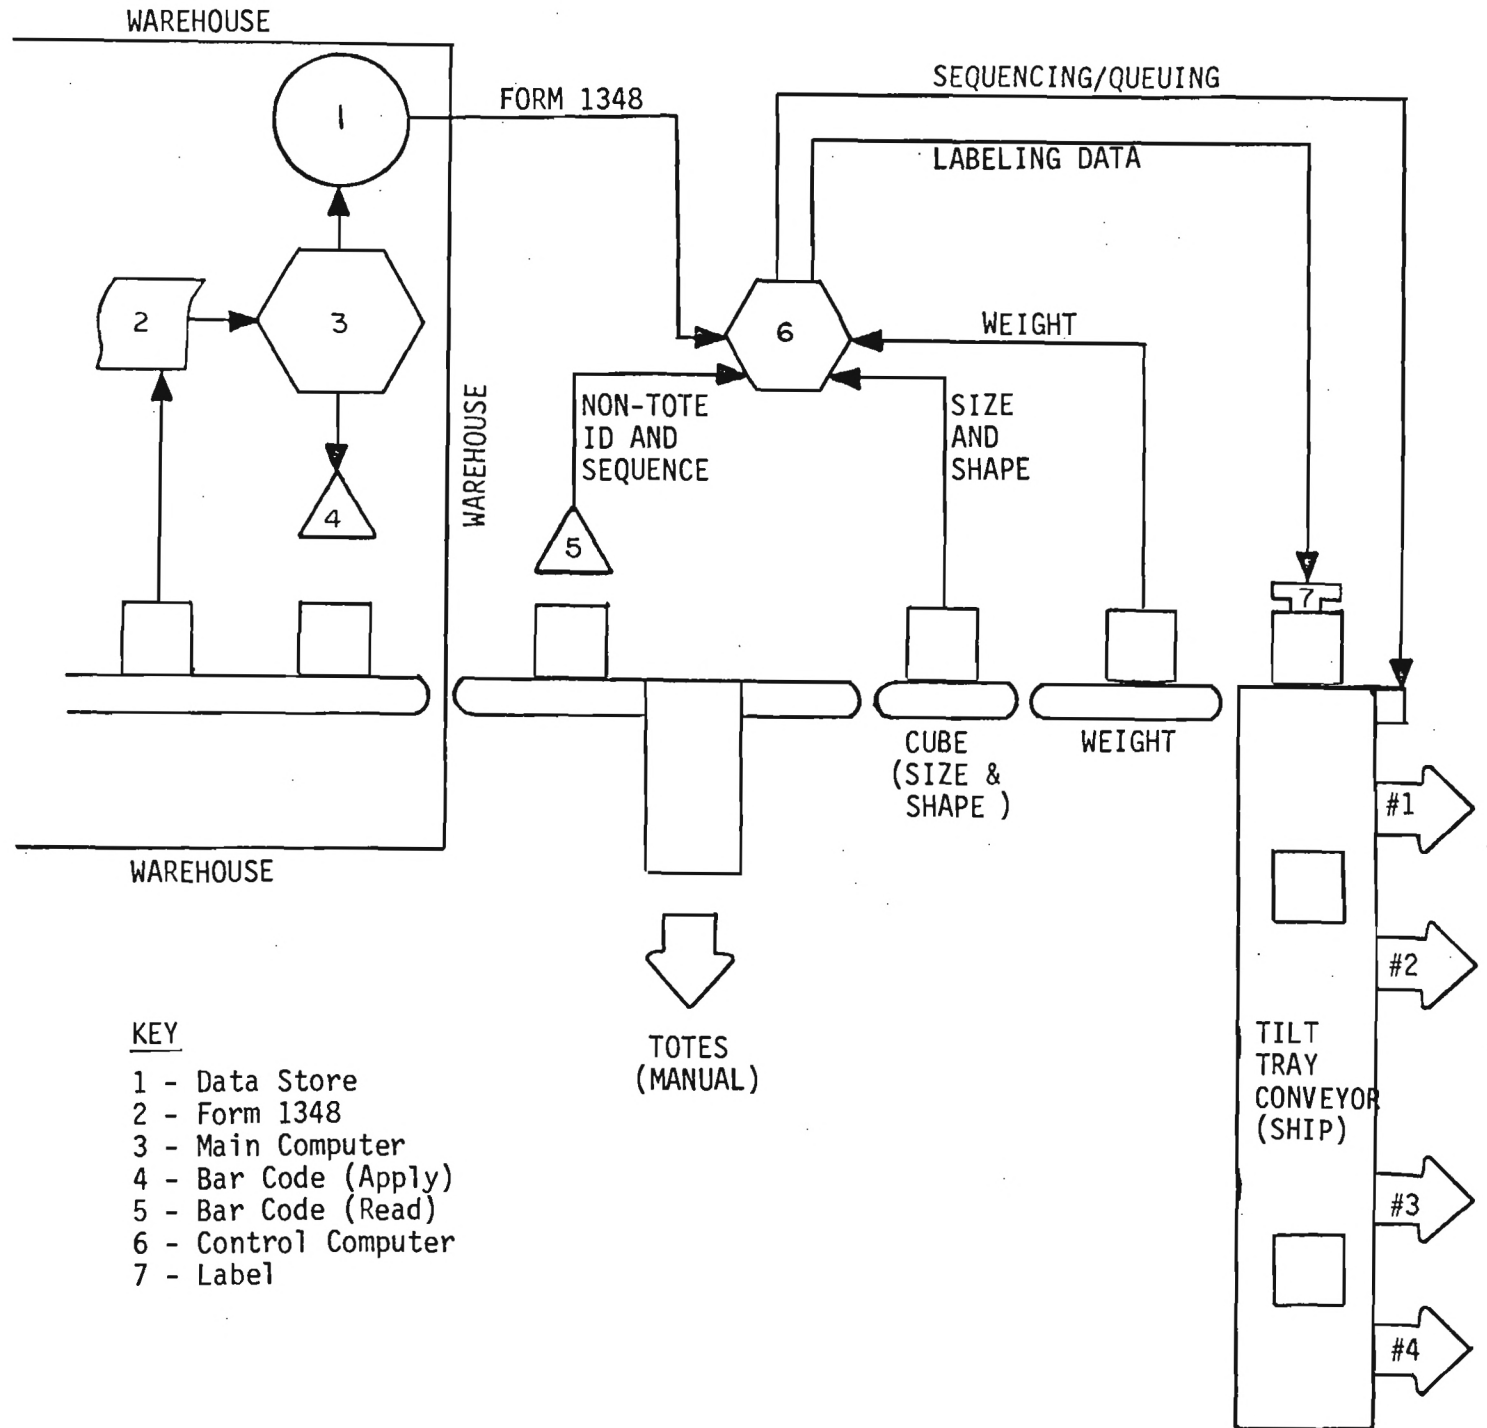 WAREHOUSE
1
FORM 1348
SEQUENCING/QUEUING
LABELING DATA
2
3
6
WEIGHT
WAREHOUSE
NON-TOTE
ID AND
SEQUENCE
SIZE
AND
SHAPE
4
5
7
CUBE
(SIZE &
SHAPE )
WEIGHT
#1
WAREHOUSE
#2
TOTES
(MANUAL)
TILT
TRAY
CONVEYOR
(SHIP)
#3
#4
KEY
1 - Data Store
2 - Form 1348
3 - Main Computer
4 - Bar Code (Apply)
5 - Bar Code (Read)
6 - Control Computer
7 - Label